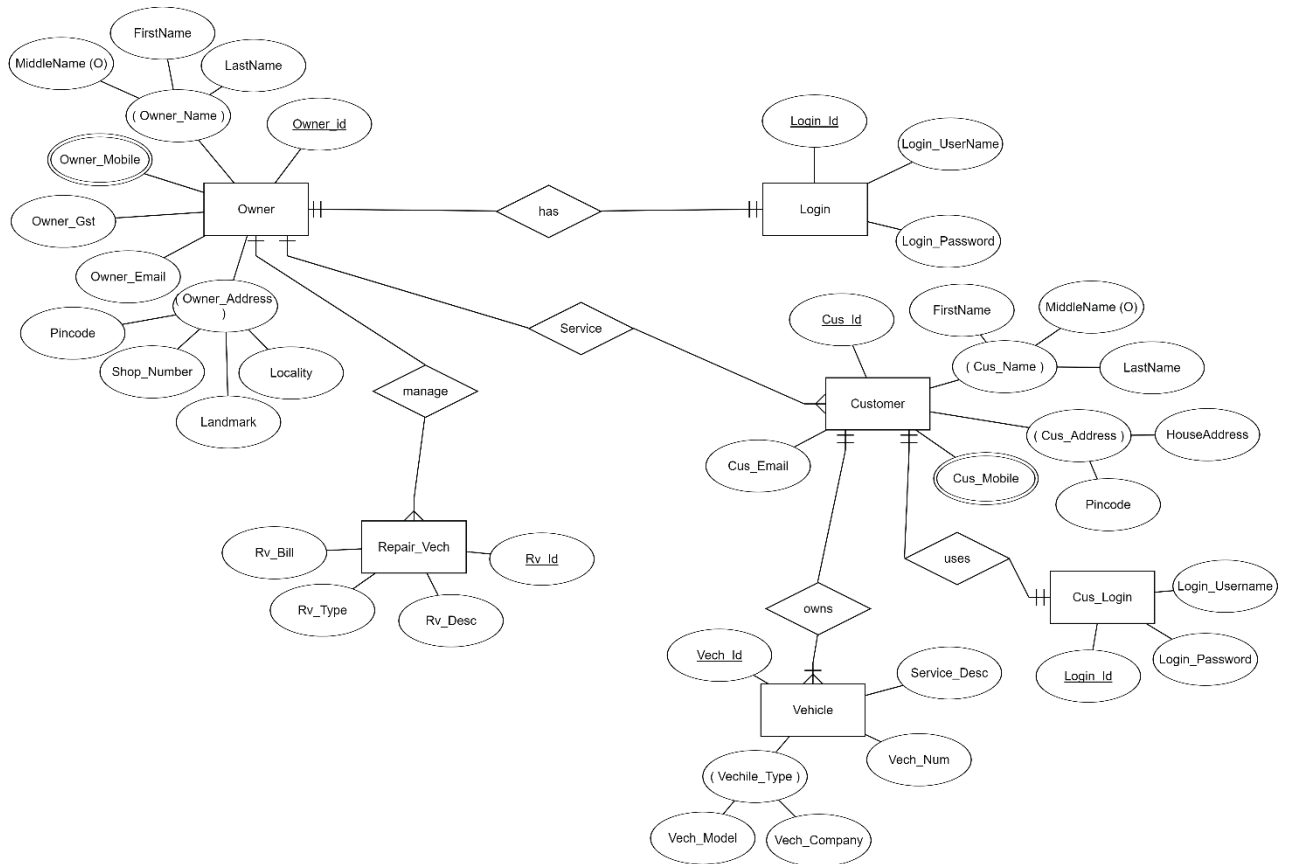 FirstName
MiddleName (O)
LastName
( Owner_Name )
Owner_id
Owner_Mobile
Owner_Gst
Owner
Owner_Email
( Owner_Address
)
Pincode
Shop_Number
Locality
Landmark
has
Login_Id
Login_UserName
Login
Login_Password
Service
manage
Cus_Id
FirstName
MiddleName (O)
( Cus_Name )
LastName
Customer
( Cus_Address )
HouseAddress
Cus_Email
Cus_Mobile
Pincode
Rv_Bill
Repair_Vech
Rv_Id
Rv_Type
Rv_Desc
uses
owns
Cus_Login
Login_Username
Login_Password
Login_Id
Vech_Id
Service_Desc
Vehicle
Vech_Num
( Vechile_Type )
Vech_Model
Vech_Company